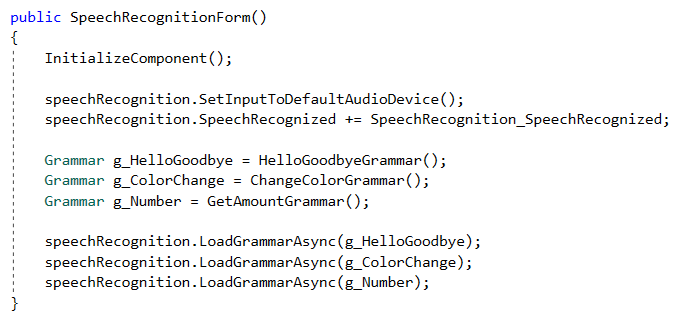 public SpeechRecognitionForm()
{
InitializeComponent();
speechRecognition.SetInputToDefaultAudioDevice();
speechRecognition.SpeechRecognized += SpeechRecognition_SpeechRecognized;
Grammar g_HelloGoodbye = HelloGoodbyeGrammar();
Grammar g_ColorChange = ChangeColorGrammar();
Grammar g_Number = GetAmountGrammar();
speechRecognition.LoadGrammarAsync(g_HelloGoodbye);
speechRecognition.LoadGrammarAsync(g_ColorChange);
speechRecognition.LoadGrammarAsync(g_Number);
}